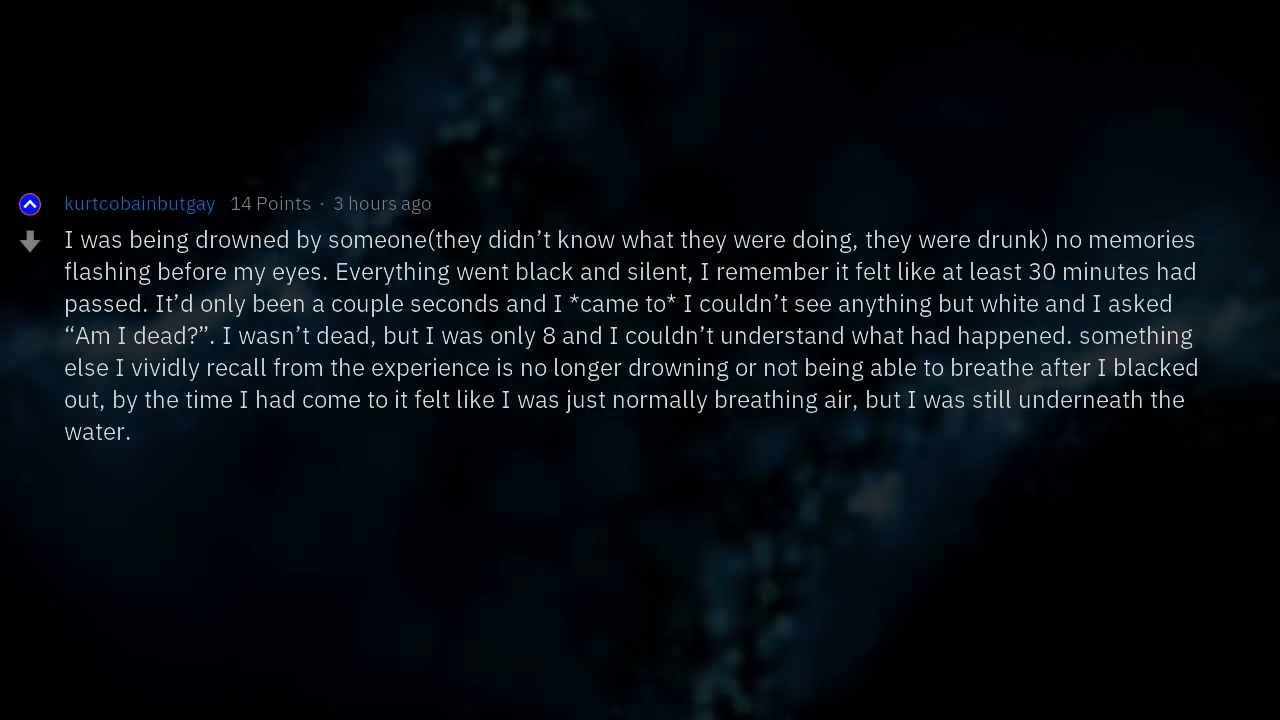 kurtcobainbutgay 14 Points · 3 hours ago
I was being drowned by someone(they didn’t know what they were doing, they were drunk) no memories
flashing before my eyes. Everything went black and silent, I remember it felt like at least 30 minutes had
passed. It’d only been a couple seconds and I *came to* I couldn’t see anything but white and I asked
“Am I dead?”. I wasn’t dead, but I was only 8 and I couldn’t understand what had happened. something
else I vividly recall from the experience is no longer drowning or not being able to breathe after I blacked
out, by the time I had come to it felt like I was just normally breathing air, but I was still underneath the
water.